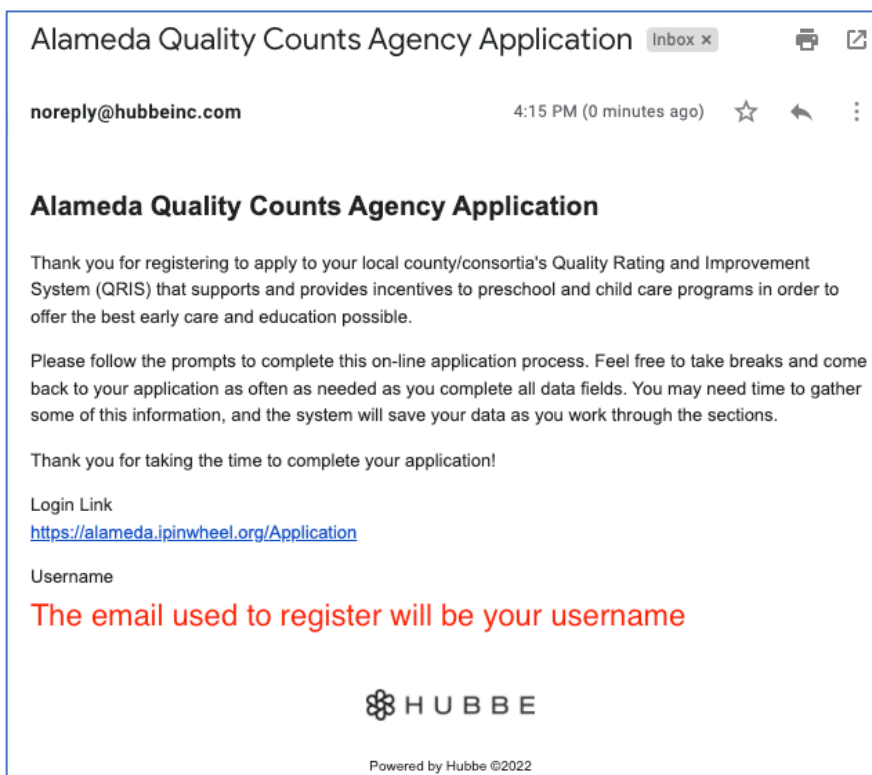 Alameda Quality Counts Agency Application Inbox ×
noreply@hubbeinc.com 4:15 PM (0 minutes ago)
Alameda Quality Counts Agency Application
Thank you for registering to apply to your local county/consortia's Quality Rating and Improvement
System (QRIS) that supports and provides incentives to preschool and child care programs in order to
offer the best early care and education possible.
Please follow the prompts to complete this on-line application process. Feel free to take breaks and come
back to your application as often as needed as you complete all data fields. You may need time to gather
some of this information, and the system will save your data as you work through the sections.
Thank you for taking the time to complete your application!
Login Link
https://alameda.ipinwheel.org/Application
Username
The email used to register will be your username
HUBBE
Powered by Hubbe ©2022